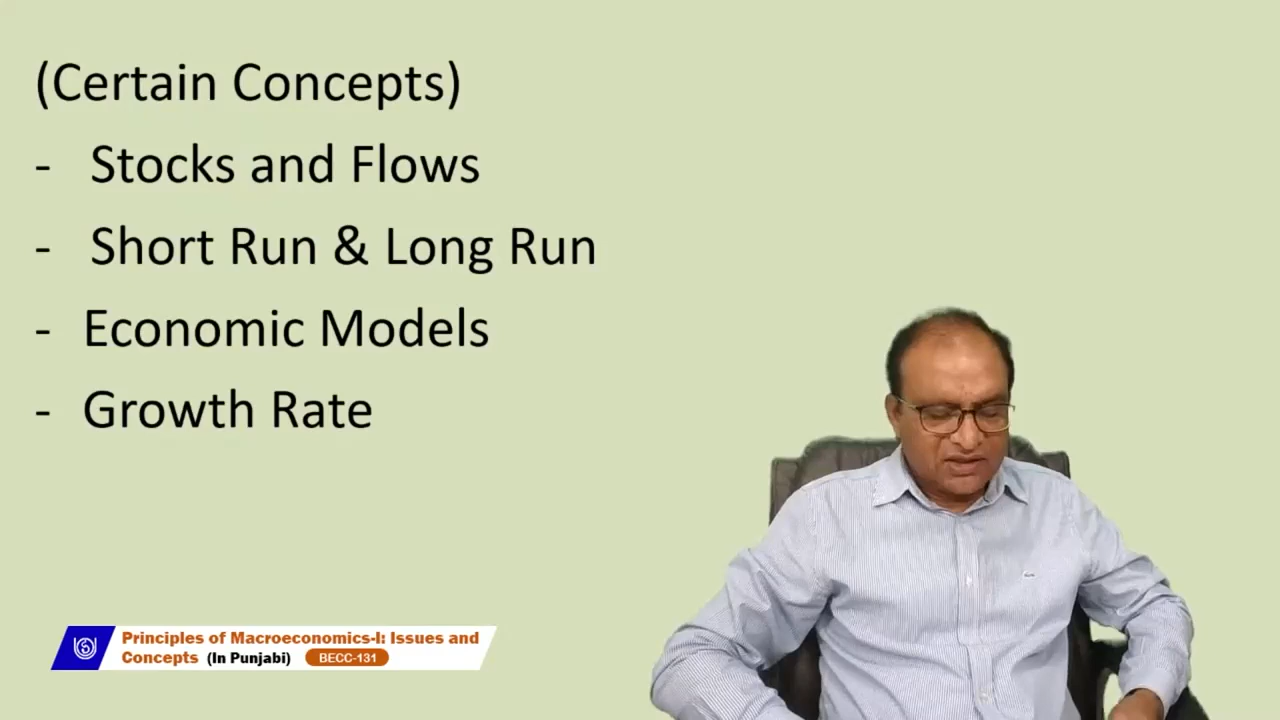 (Certain Concepts)
- Stocks and Flows
- Short Run & Long Run
- Economic Models
- Growth Rate
Principles of Macroeconomics-I: Issues and
Concepts (In Punjabi) BECC-131